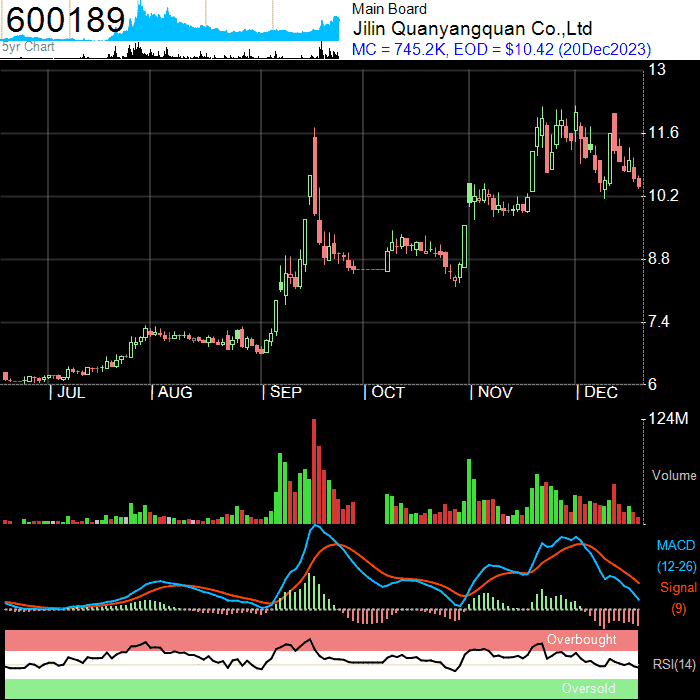 600189
5yr Chart
Main Board
Jilin Quanyangquan Co.,Ltd
MC = 745.2K, EOD = $10.42 (20Dec2023)
13
11.6
10.2
8.8
7.4
6
JUL AUG SEP OCT NOV DEC
124M
Volume
MACD
(12-26)
Signal
(9)
Overbought
RSI(14)
Oversold